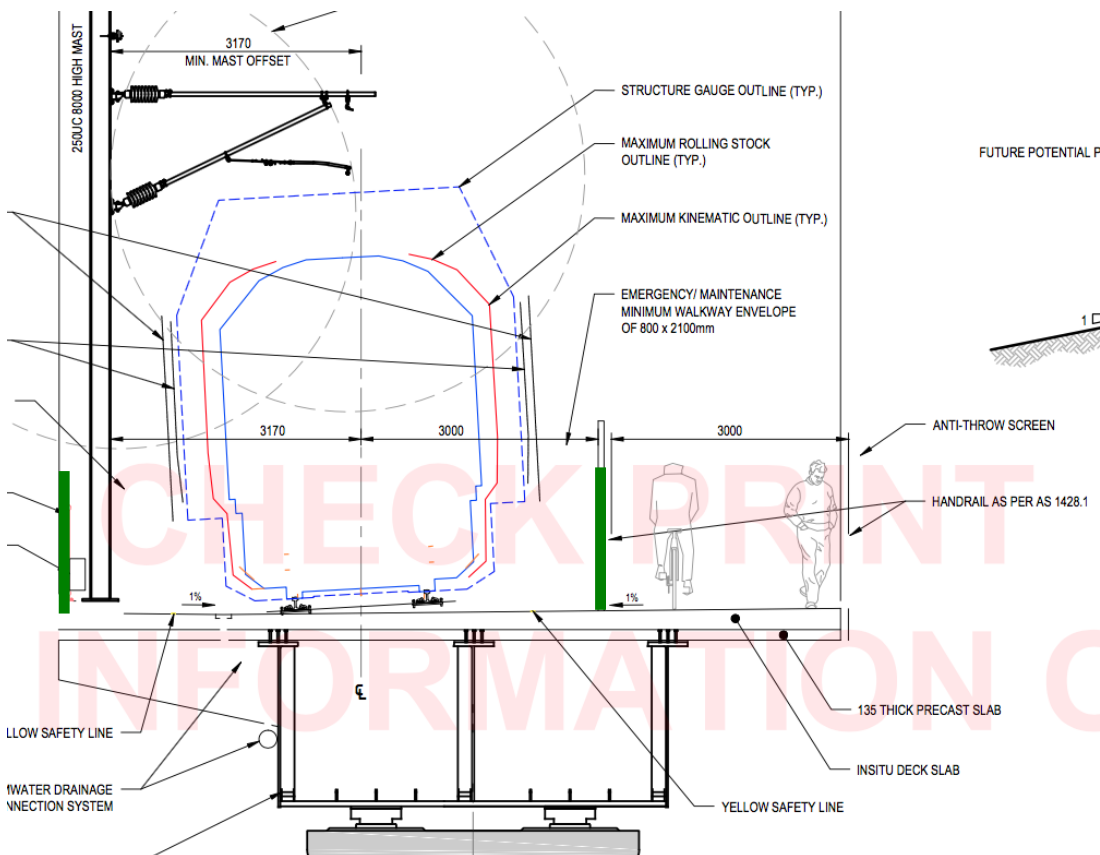 3170
MIN. MAST OFFSET
250UC 8000 HIGH MAST
STRUCTURE GAUGE OUTLINE (TYP.)
MAXIMUM ROLLING STOCK
OUTLINE (TYP.)
FUTURE POTENTIAL P
MAXIMUM KINEMATIC OUTLINE (TYP.)
EMERGENCY/ MAINTENANCE
MINIMUM WALKWAY ENVELOPE
OF 800 x 2100mm
1
3170
3000
3000
ANTI-THROW SCREEN
CHECK PRINT
HANDRAIL AS PER AS 1428.1
1%
1%
INFORMATION O
135 THICK PRECAST SLAB
LLOW SAFETY LINE
INSITU DECK SLAB
MWATER DRAINAGE
NNECTION SYSTEM
YELLOW SAFETY LINE